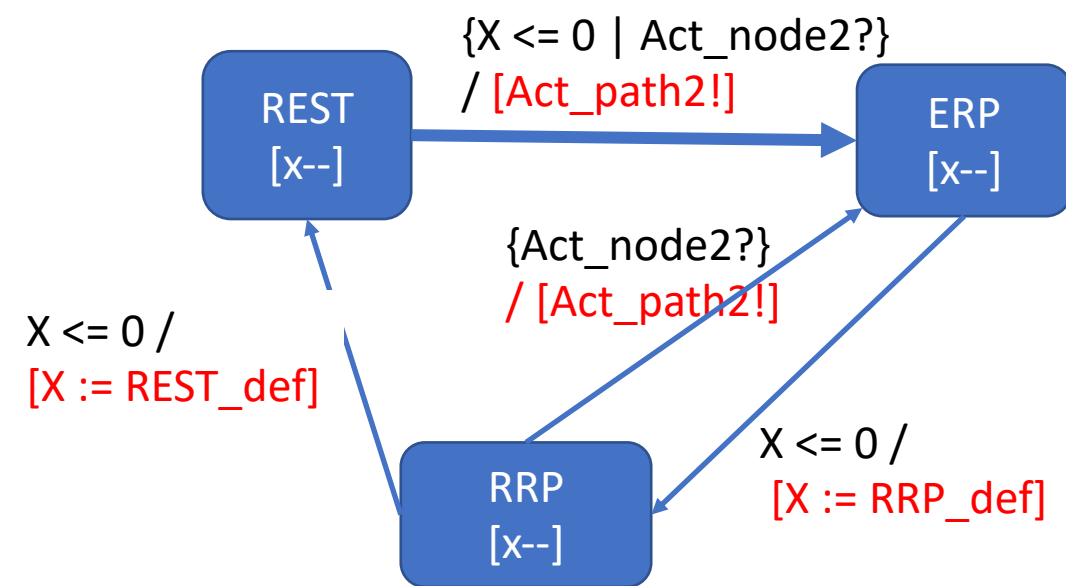 {X <= 0 | Act_node2?}
/ [Act_path2!]
REST
[x--]
ERP
[x--]
{Act_node2?}
/ [Act_path2!]
X <= 0 /
[X := REST_def]
X <= 0 /
[X := RRP_def]
RRP
[x--]